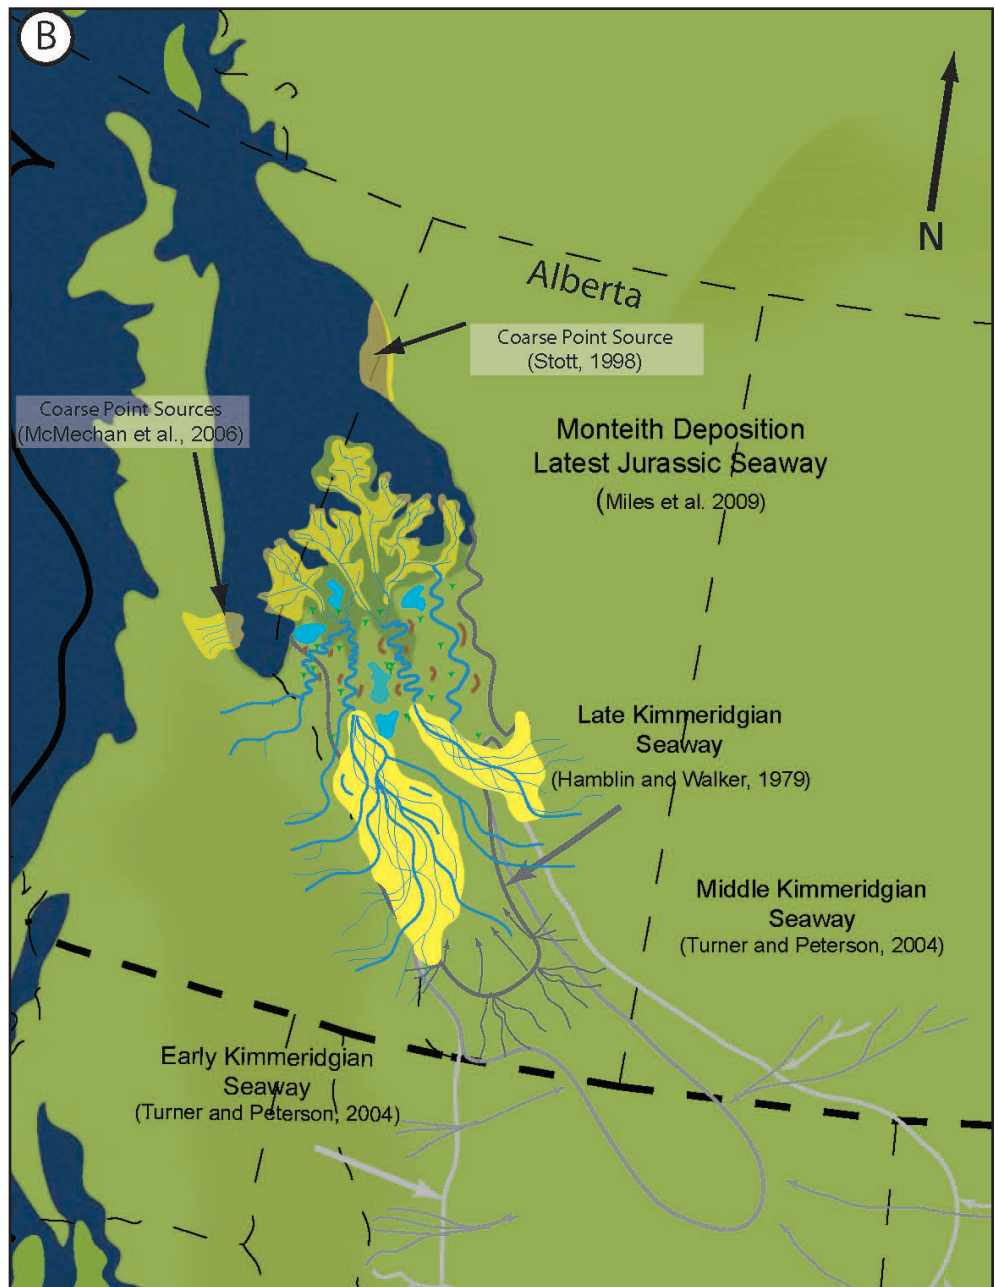 B
N
Alberta
Coarse Point Source
(Stott, 1998)
Coarse Point Sources
(McMechan et al., 2006)
Monteith Deposition
Latest Jurassic Seaway
(Miles et al. 2009)
Late Kimmeridgian
Seaway
(Hamblin and Walker, 1979)
Middle Kimmeridgian
Seaway
(Turner and Peterson, 2004)
Early Kimmeridgian
Seaway
(Turner and Peterson, 2004)